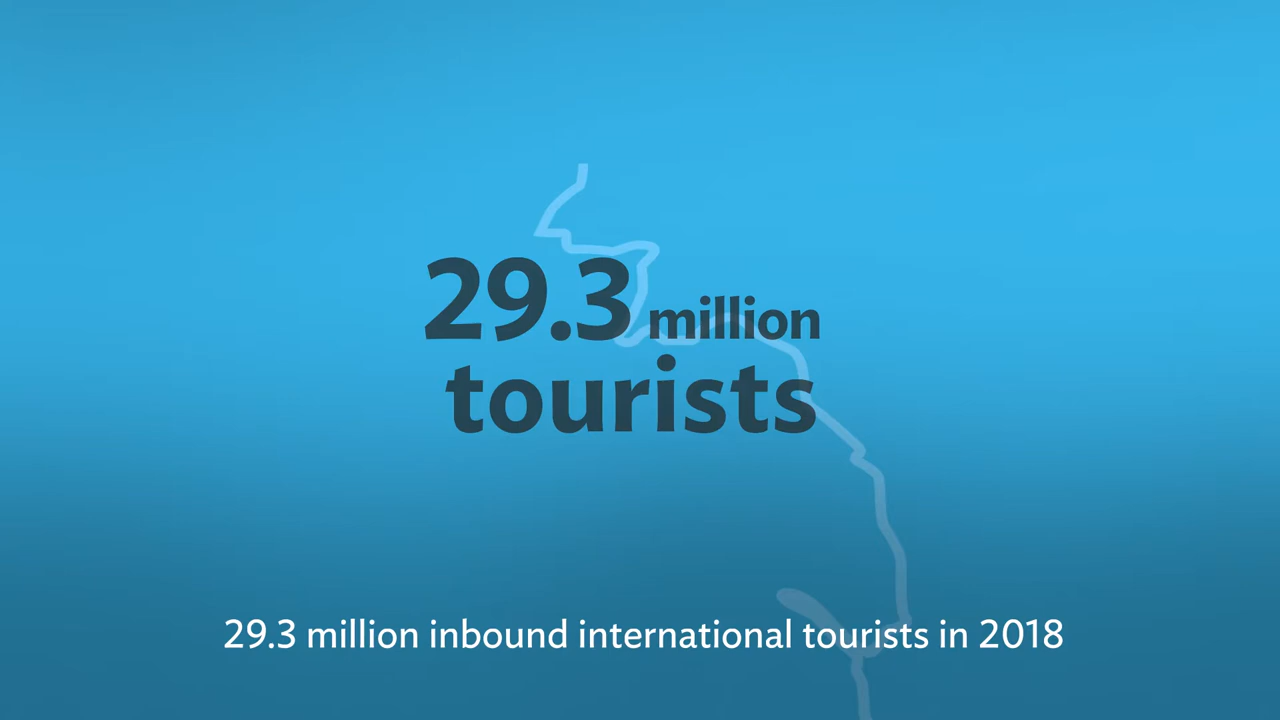 29.3 million
tourists
29.3 million inbound international tourists in 2018